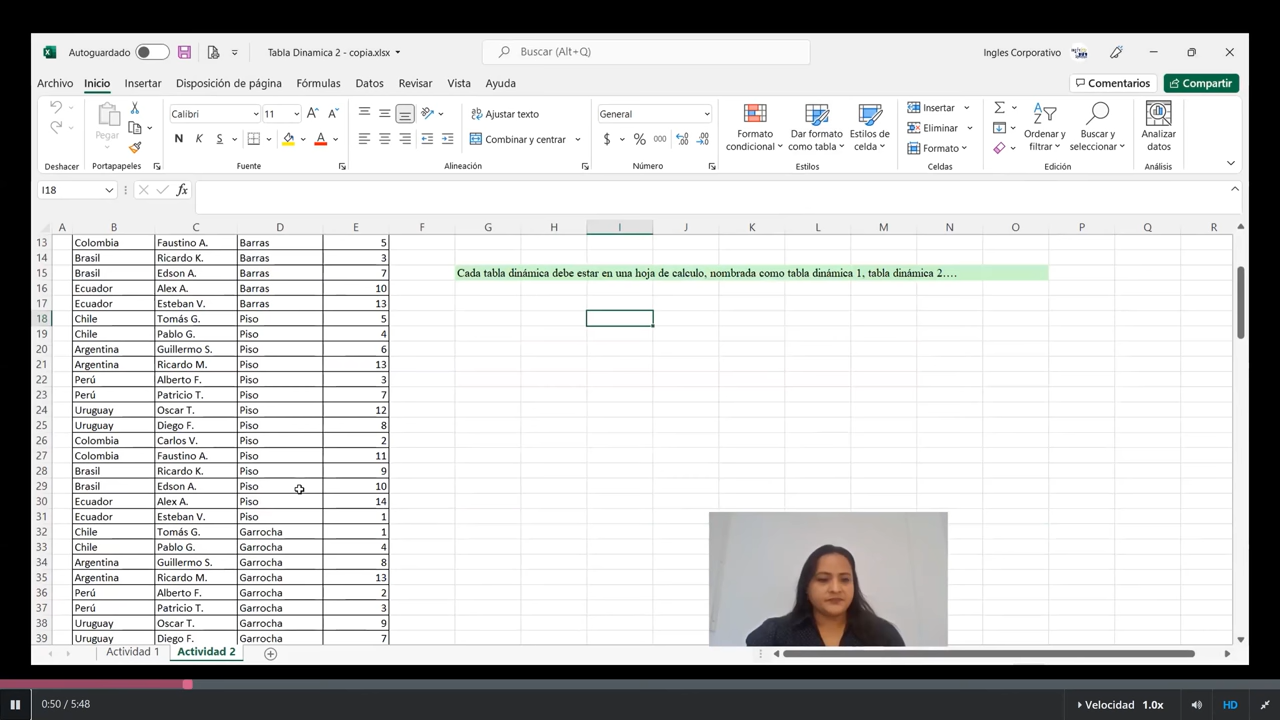 Autoguardado Tabla Dinamica 2 - copia.xlsx Buscar (Alt+Q) Ingles Corporativo
Archivo Inicio Insertar Disposición de página Fórmulas Datos Revisar Vista Ayuda Comentarios Compartir
Pegar Calibri 11 Ajustar texto General Formato condicional Dar formato como tabla Estilos de celda Insertar Ordenar y filtrar Buscar y seleccionar Analizar datos
N K S Combinar y centrar $ % 000 Eliminar
Formato
Deshacer Portapapeles Fuente Alineación Número Estilos Celdas Edición Análisis
I18 fx
A B C D E F G H I J K L M N O P Q R
13 Colombia Faustino A. Barras 5
14 Brasil Ricardo K. Barras 3
15 Brasil Edson A. Barras 7 Cada tabla dinámica debe estar en una hoja de calculo, nombrada como tabla dinámica 1, tabla dinámica 2….
16 Ecuador Alex A. Barras 10
17 Ecuador Esteban V. Barras 13
18 Chile Tomás G. Piso 5
19 Chile Pablo G. Piso 4
20 Argentina Guillermo S. Piso 6
21 Argentina Ricardo M. Piso 13
22 Perú Alberto F. Piso 3
23 Perú Patricio T. Piso 7
24 Uruguay Oscar T. Piso 12
25 Uruguay Diego F. Piso 8
26 Colombia Carlos V. Piso 2
27 Colombia Faustino A. Piso 11
28 Brasil Ricardo K. Piso 9
29 Brasil Edson A. Piso 10
30 Ecuador Alex A. Piso 14
31 Ecuador Esteban V. Piso 1
32 Chile Tomás G. Garrocha 1
33 Chile Pablo G. Garrocha 4
34 Argentina Guillermo S. Garrocha 8
35 Argentina Ricardo M. Garrocha 13
36 Perú Alberto F. Garrocha 2
37 Perú Patricio T. Garrocha 3
38 Uruguay Oscar T. Garrocha 9
39 Uruguay Diego F. Garrocha 7
Actividad 1 Actividad 2
0:50 / 5:48 Velocidad 1.0x HD